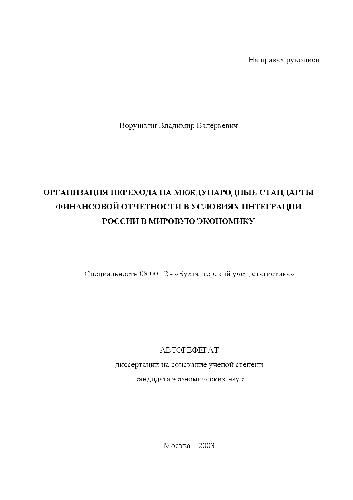 На правах рукописи
Владимир Валерьевич
ОРГАНИЗАЦИЯ ПЕРЕХОДА НА МЕЖДУНАРОДНЫЕ СТАНДАРТЫ
ФИНАНСОВОЙ ОТЧЕТНОСТИ В УСЛОВИЯХ ИНТЕГРАЦИИ
РОССИИ В МИРОВУЮ ЭКОНОМИКУ
Специальность 08.00.12 - «Бухгалтерский учет, статистика»
АВТОРЕФЕРАТ
диссертации на соискание ученой степени
кандидата экономических наук
Москва - 2003